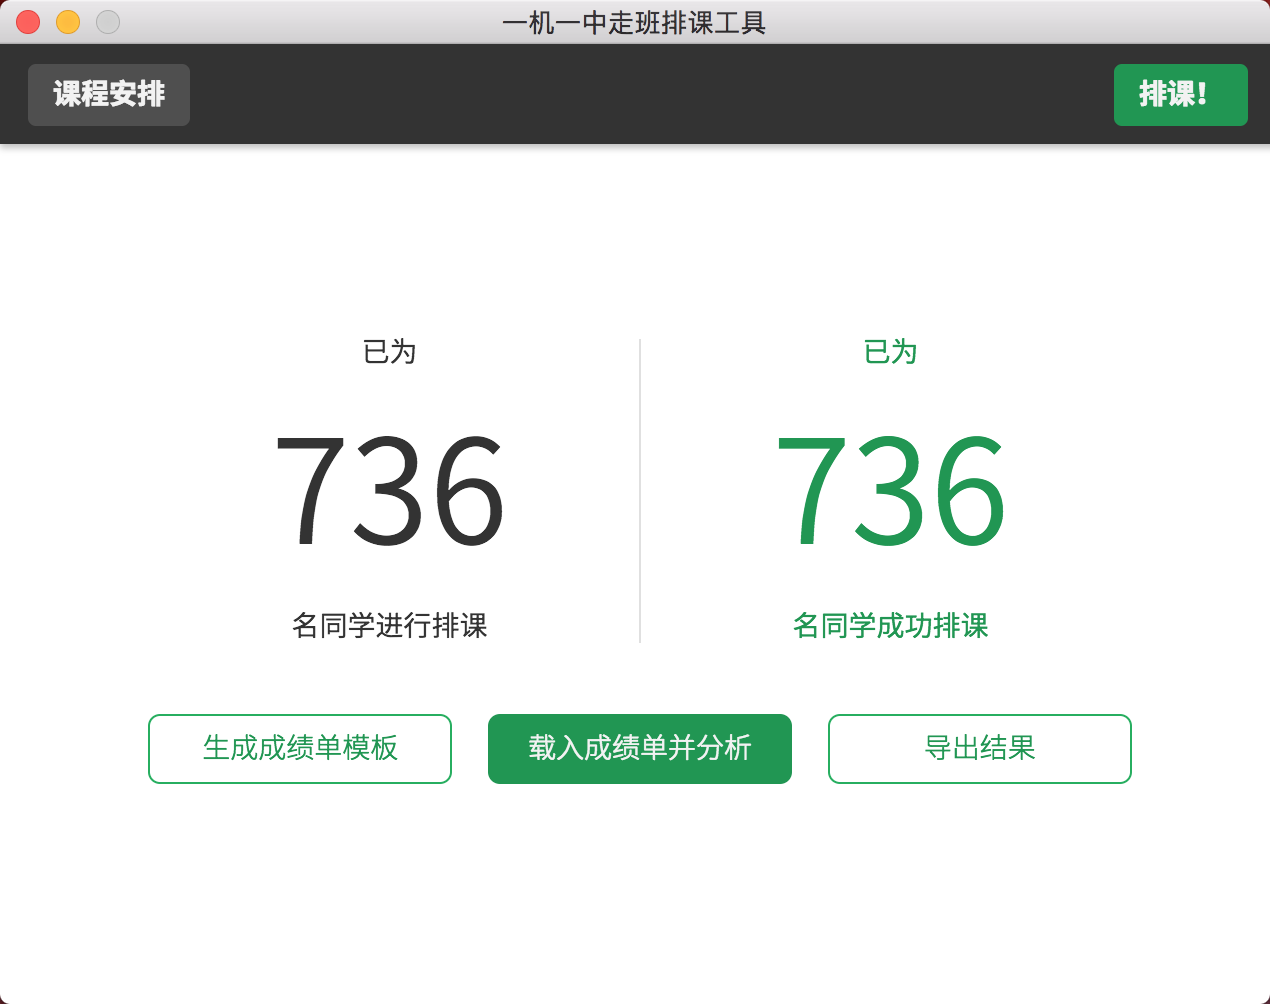 一机一中走班排课工具
课程安排
排课！
已为
736
名同学进行排课
已为
736
名同学成功排课
生成成绩单模板
载入成绩单并分析
导出结果